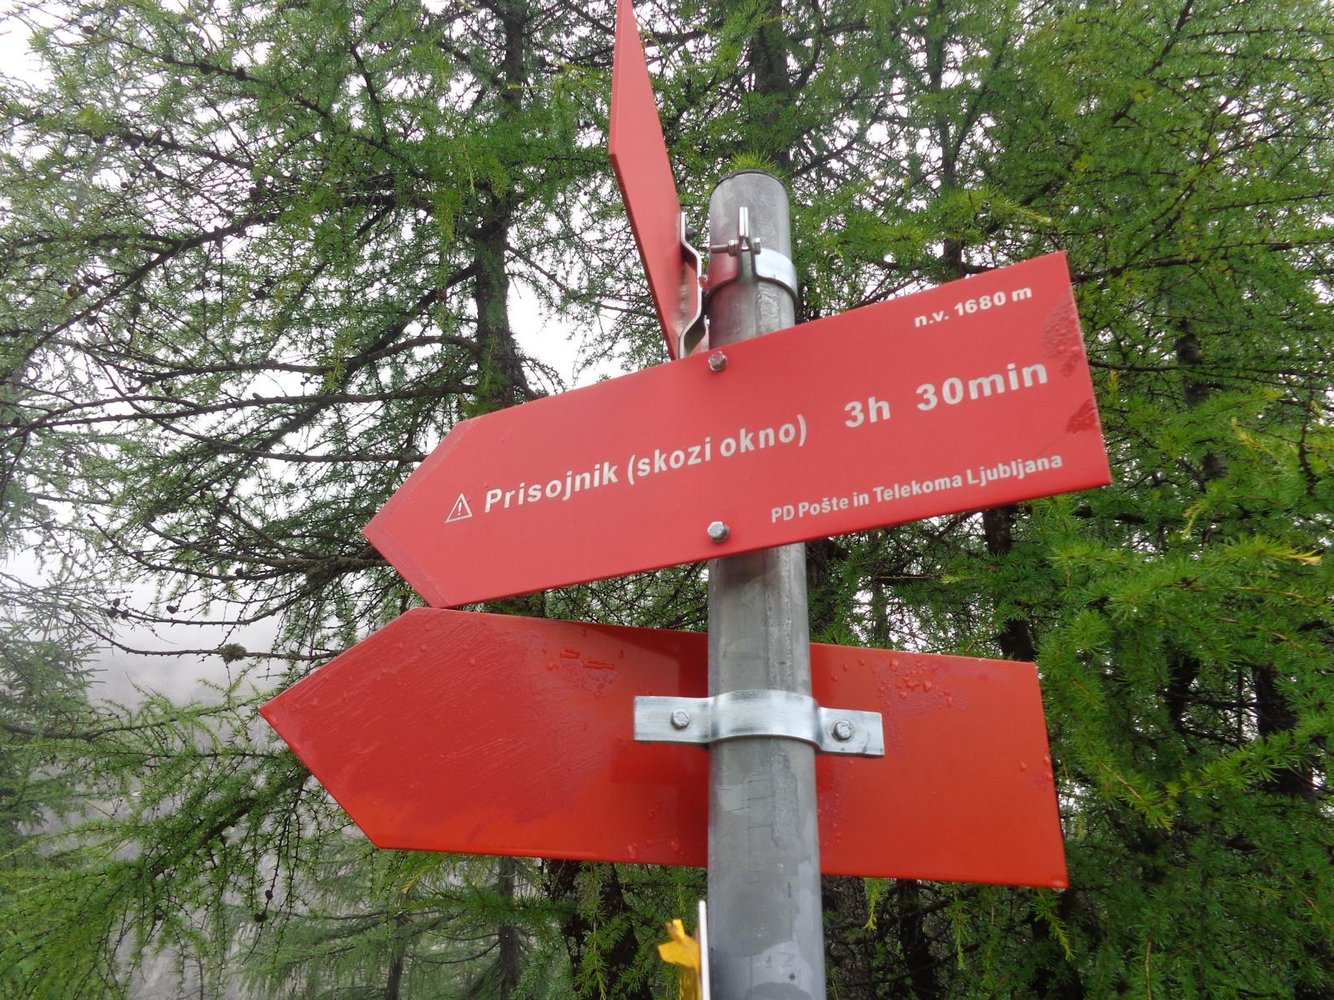 n.v. 1680 m
Prisojnik (skozi okno) 3h 30min
PD Pošte in Telekoma Ljubljana